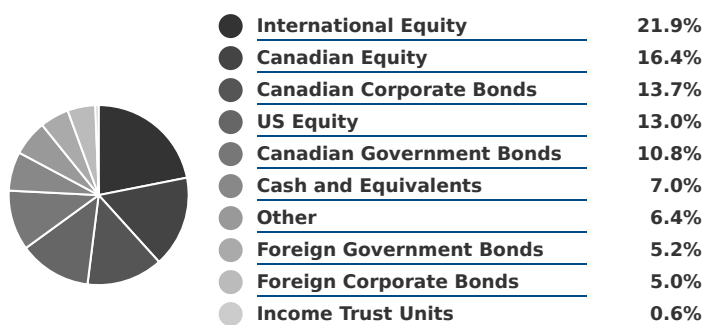 International Equity 21.9%
Canadian Equity 16.4%
Canadian Corporate Bonds 13.7%
US Equity 13.0%
Canadian Government Bonds 10.8%
Cash and Equivalents 7.0%
Other 6.4%
Foreign Government Bonds 5.2%
Foreign Corporate Bonds 5.0%
Income Trust Units 0.6%